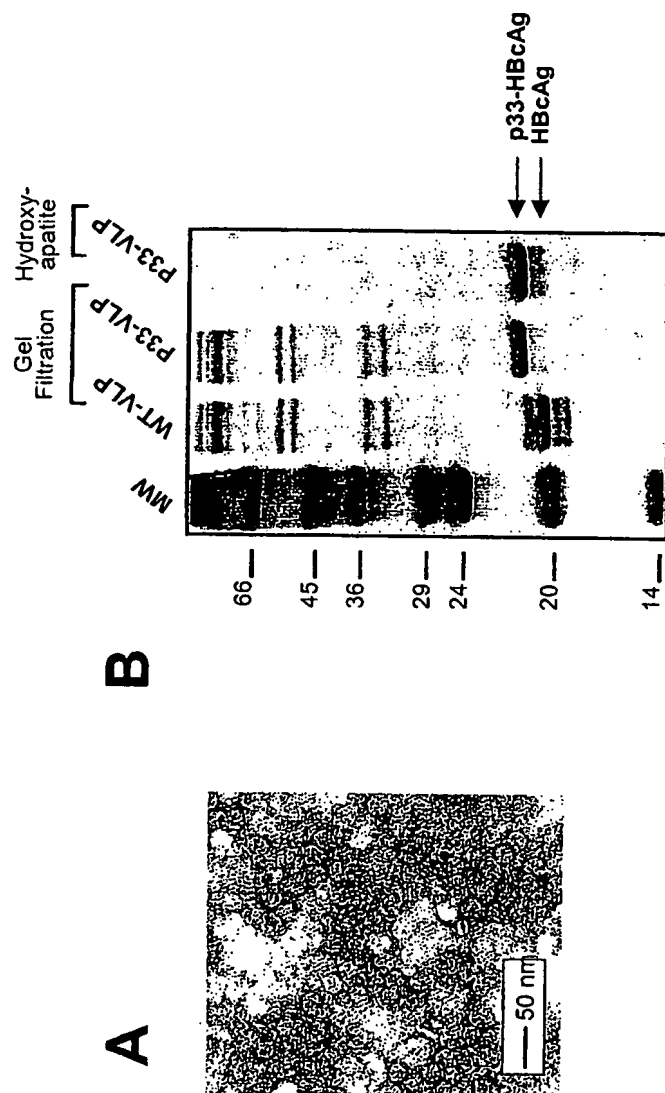 A
50 nm
B
Gel
Filtration
Hydroxy-
apatite
MW
WT-VLP
P33-VLP
P33-VLP
66
45
36
29
24
20
14
p33-HBcAg
HBcAg